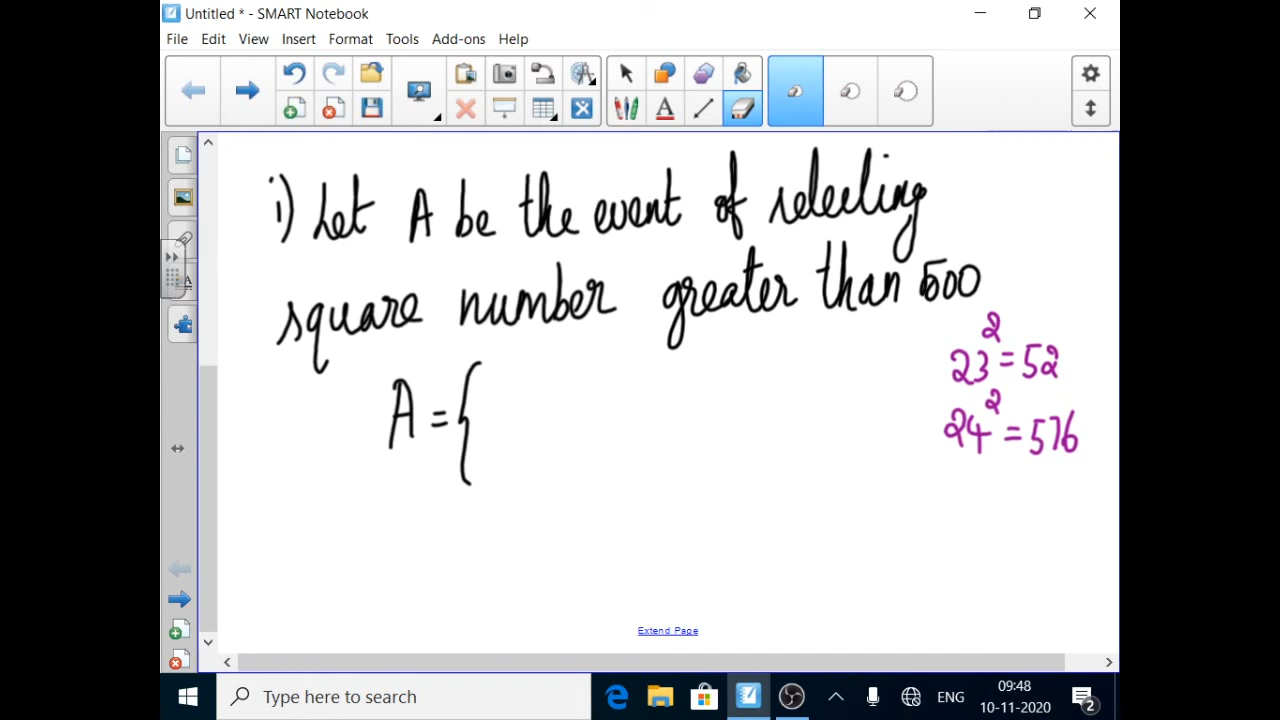 Untitled * - SMART Notebook
File Edit View Insert Format Tools Add-ons Help
i) Let A be the event of selecting
square number greater than 500
23² = 52
A = {
24² = 576
Extend Page
Type here to search
ENG
09:48
10-11-2020
2